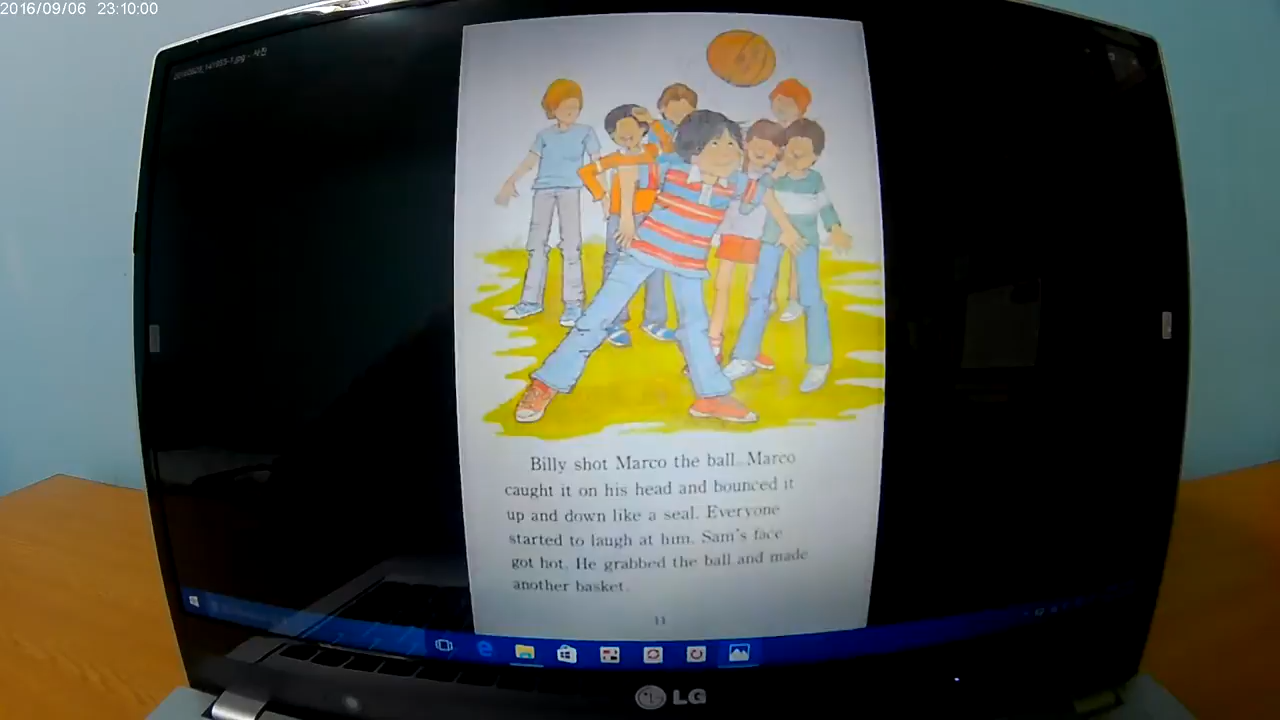 2016/09/06 23:10:00
Billy shot Marco the ball. Marco
caught it on his head and bounced it
up and down like a seal. Everyone
started to laugh at him. Sam's face
got hot. He grabbed the ball and made
another basket.
11
LG